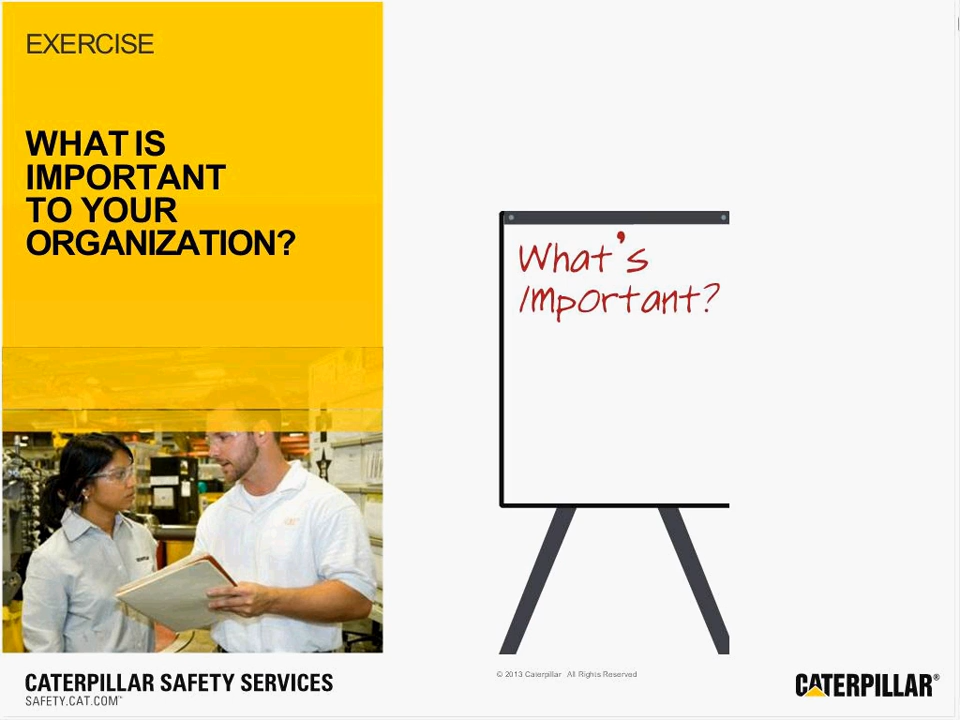 EXERCISE
WHAT IS
IMPORTANT
TO YOUR
ORGANIZATION?
What's
Important?
CATERPILLAR SAFETY SERVICES
SAFETY.CAT.COM™
© 2013 Caterpillar All Rights Reserved
CATERPILLAR®